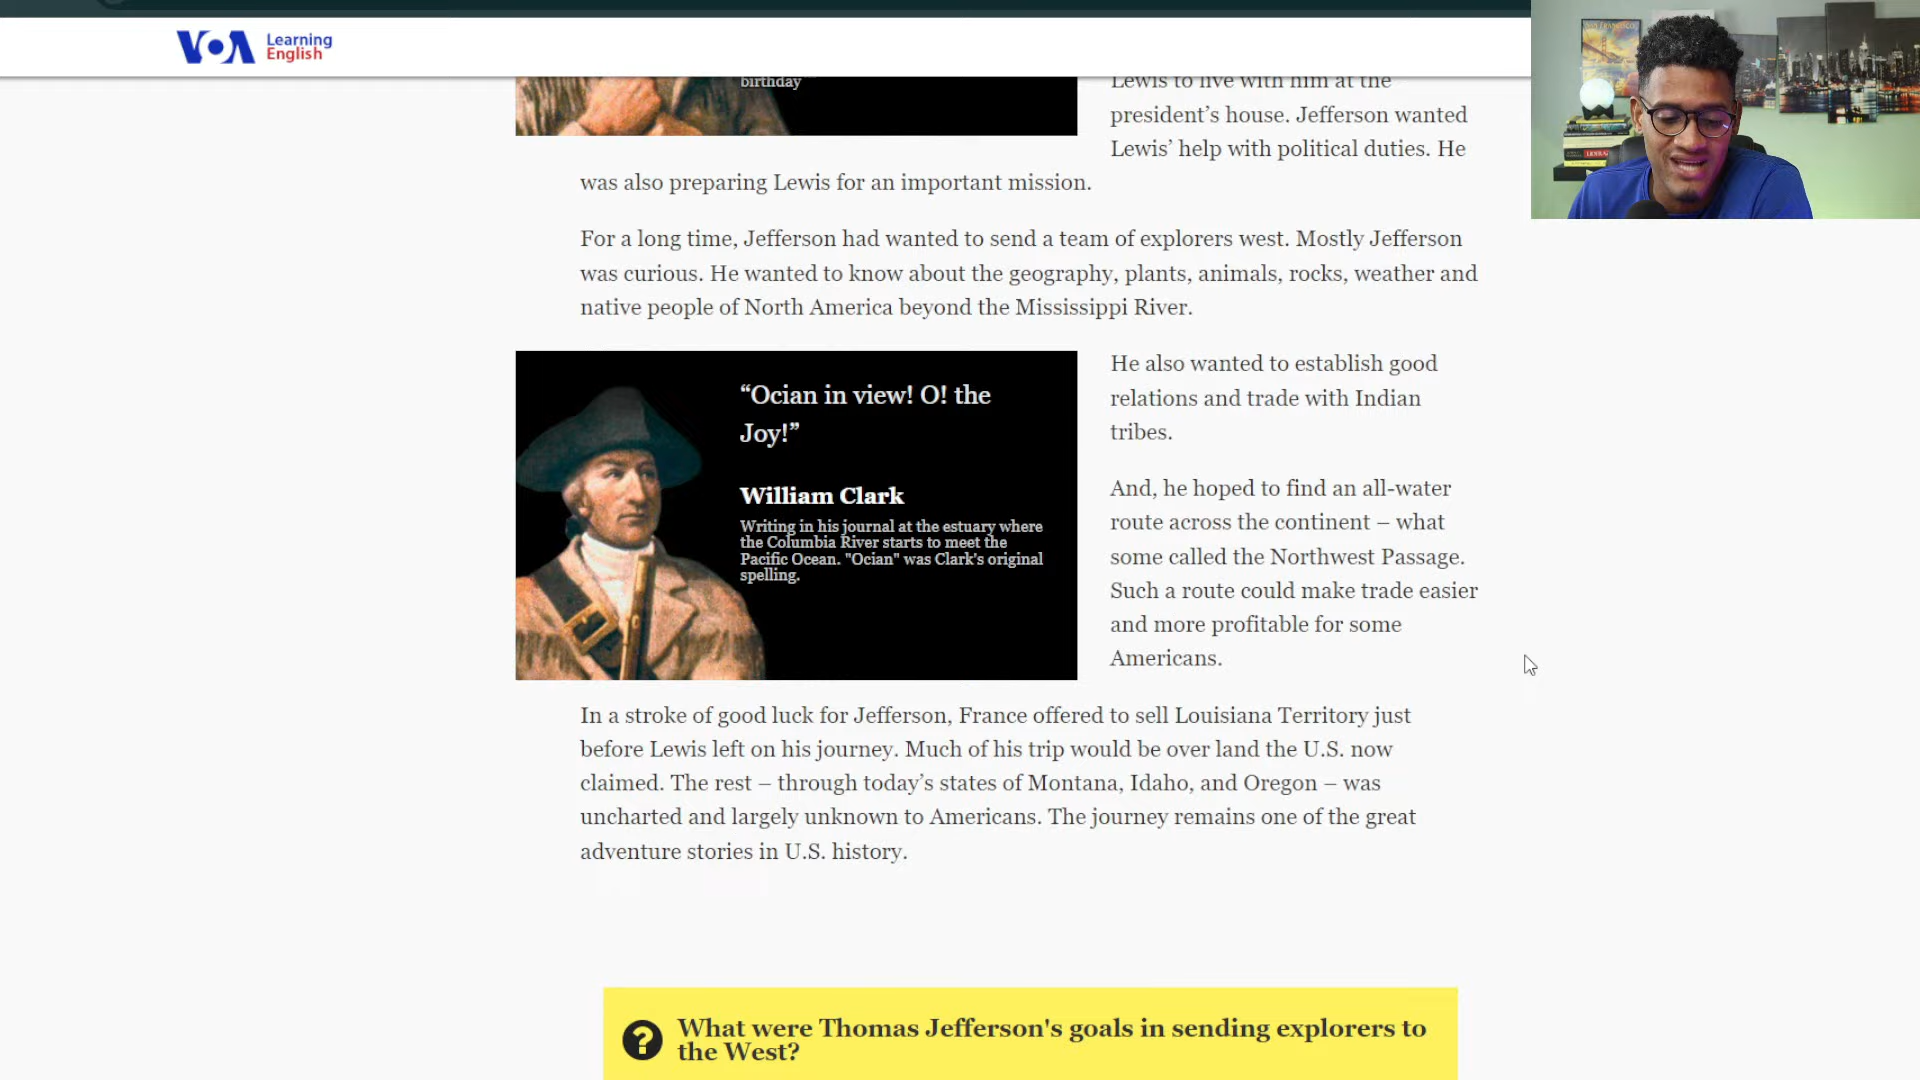 VOA Learning
English
birthday
Lewis to live with him at the
president’s house. Jefferson wanted
Lewis’ help with political duties. He
was also preparing Lewis for an important mission.
For a long time, Jefferson had wanted to send a team of explorers west. Mostly Jefferson
was curious. He wanted to know about the geography, plants, animals, rocks, weather and
native people of North America beyond the Mississippi River.
“Ocian in view! O! the
Joy!”
William Clark
Writing in his journal at the estuary where
the Columbia River starts to meet the
Pacific Ocean. "Ocian" was Clark's original
spelling.
He also wanted to establish good
relations and trade with Indian
tribes.
And, he hoped to find an all-water
route across the continent – what
some called the Northwest Passage.
Such a route could make trade easier
and more profitable for some
Americans.
In a stroke of good luck for Jefferson, France offered to sell Louisiana Territory just
before Lewis left on his journey. Much of his trip would be over land the U.S. now
claimed. The rest – through today’s states of Montana, Idaho, and Oregon – was
uncharted and largely unknown to Americans. The journey remains one of the great
adventure stories in U.S. history.
What were Thomas Jefferson's goals in sending explorers to
the West?